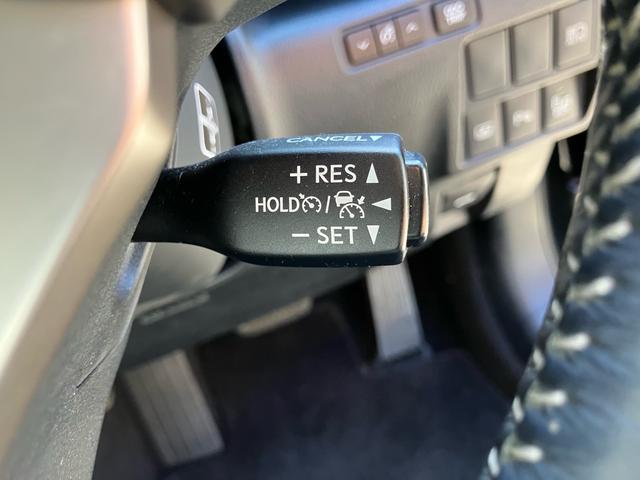 CANCEL▼
+ RES ▲
HOLD / ◀
− SET ▼